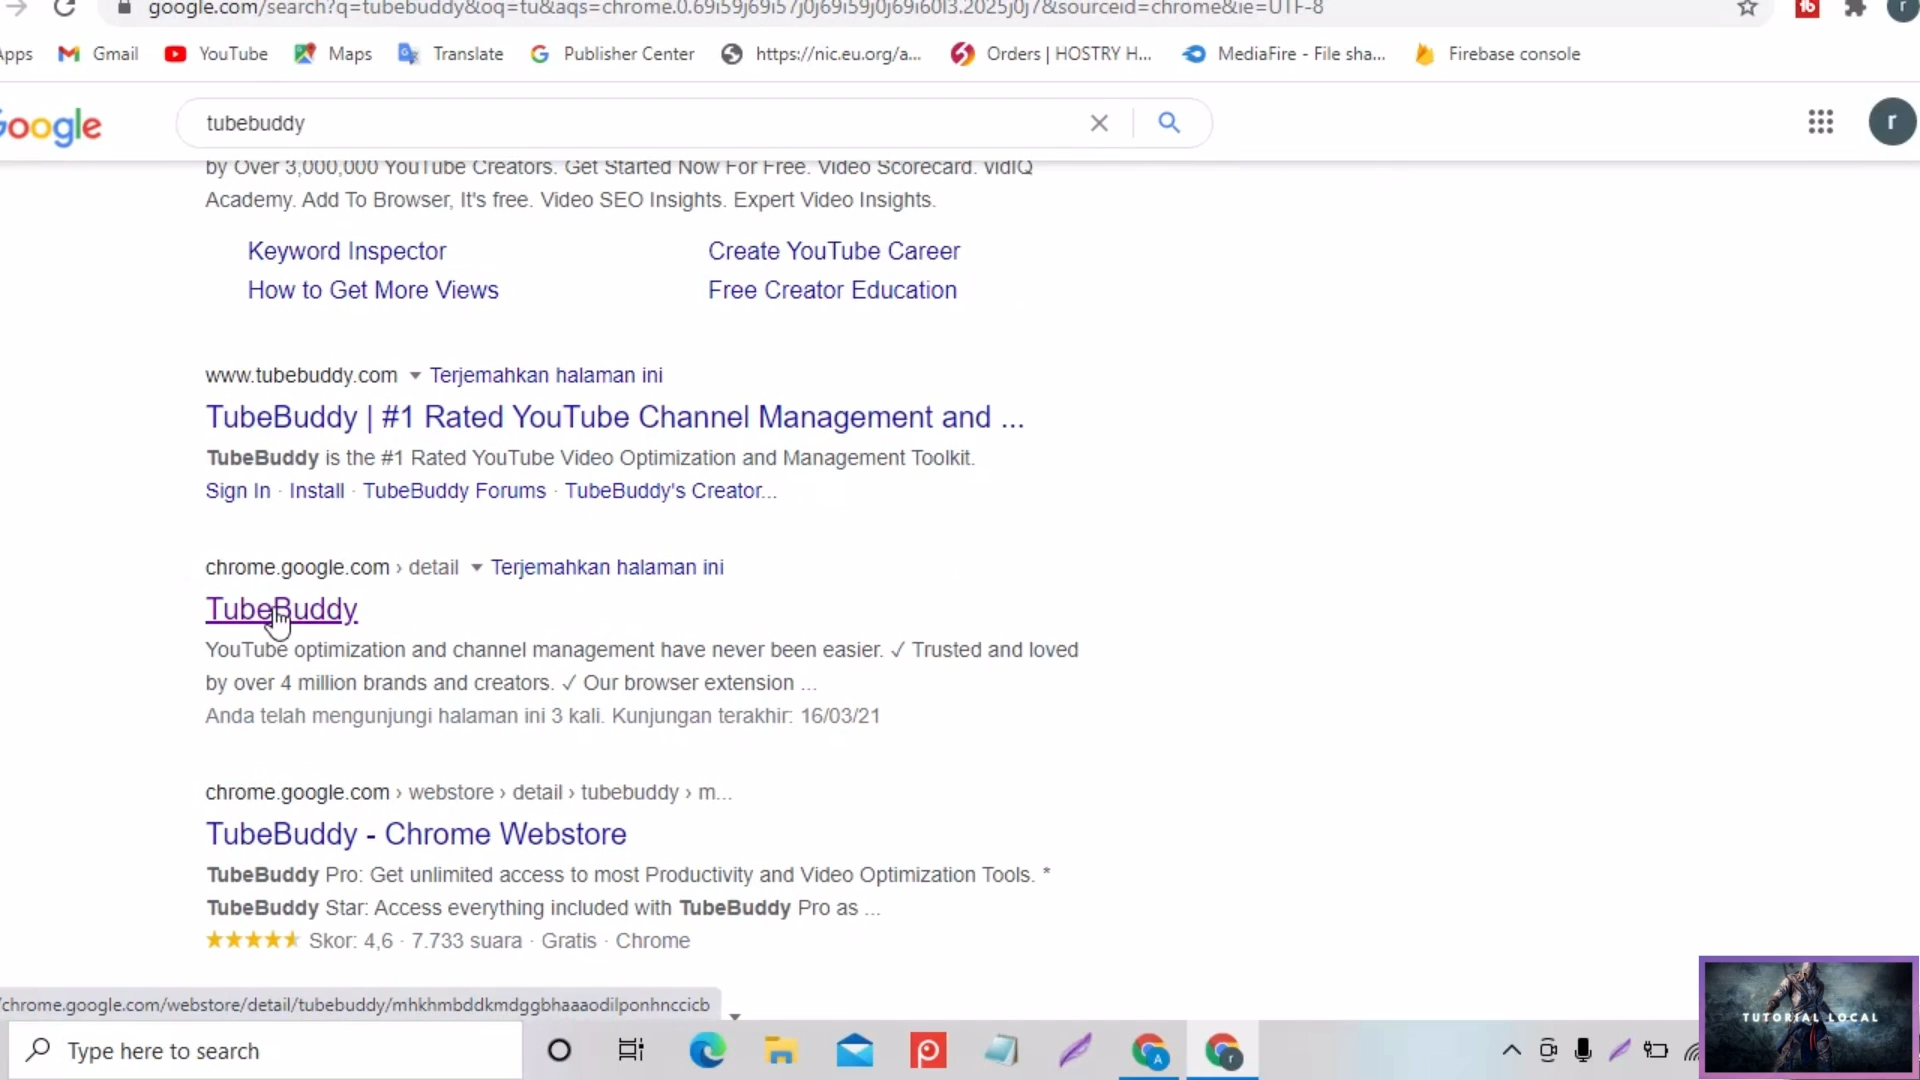 google.com/search?q=tubebuddy&oq=tu&aqs=chrome.0.69i59j69i57j0j69i59j0j69i60l3.2025j0j7&sourceid=chrome&ie=UTF-8
Apps Gmail YouTube Maps Translate Publisher Center https://nic.eu.org/a... Orders | HOSTRY H... MediaFire - File sha... Firebase console
Google tubebuddy r
by Over 3,000,000 YouTube Creators. Get Started Now For Free. Video Scorecard. vidIQ
Academy. Add To Browser, It's free. Video SEO Insights. Expert Video Insights.
Keyword Inspector Create YouTube Career
How to Get More Views Free Creator Education
www.tubebuddy.com Terjemahkan halaman ini
TubeBuddy | #1 Rated YouTube Channel Management and ...
TubeBuddy is the #1 Rated YouTube Video Optimization and Management Toolkit.
Sign In · Install · TubeBuddy Forums · TubeBuddy's Creator...
chrome.google.com › detail Terjemahkan halaman ini
TubeBuddy
YouTube optimization and channel management have never been easier. ✓ Trusted and loved
by over 4 million brands and creators. ✓ Our browser extension ...
Anda telah mengunjungi halaman ini 3 kali. Kunjungan terakhir: 16/03/21
chrome.google.com › webstore › detail › tubebuddy › m...
TubeBuddy - Chrome Webstore
TubeBuddy Pro: Get unlimited access to most Productivity and Video Optimization Tools. *
TubeBuddy Star: Access everything included with TubeBuddy Pro as ...
Skor: 4,6 · 7.733 suara · Gratis · Chrome
/chrome.google.com/webstore/detail/tubebuddy/mhkhmbddkmdggbhaaaodilponhnccicb
Type here to search
TUTORIAL LOCAL